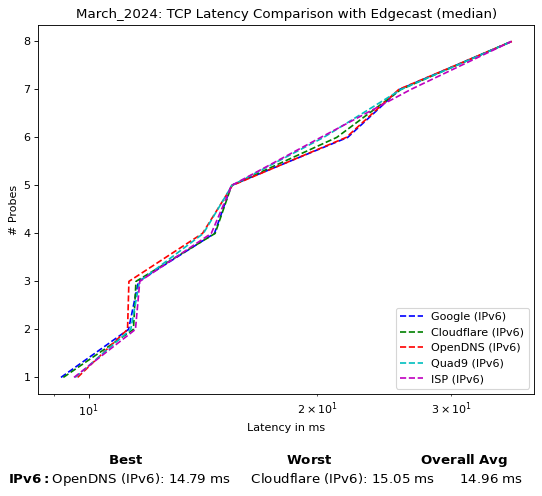 March_2024: TCP Latency Comparison with Edgecast (median)
8
7
6
5
4
3
2
1
# Probes
10¹
2 × 10¹
3 × 10¹
Latency in ms
Google (IPv6)
Cloudflare (IPv6)
OpenDNS (IPv6)
Quad9 (IPv6)
ISP (IPv6)
Best Worst Overall Avg
IPv6: OpenDNS (IPv6): 14.79 ms Cloudflare (IPv6): 15.05 ms 14.96 ms